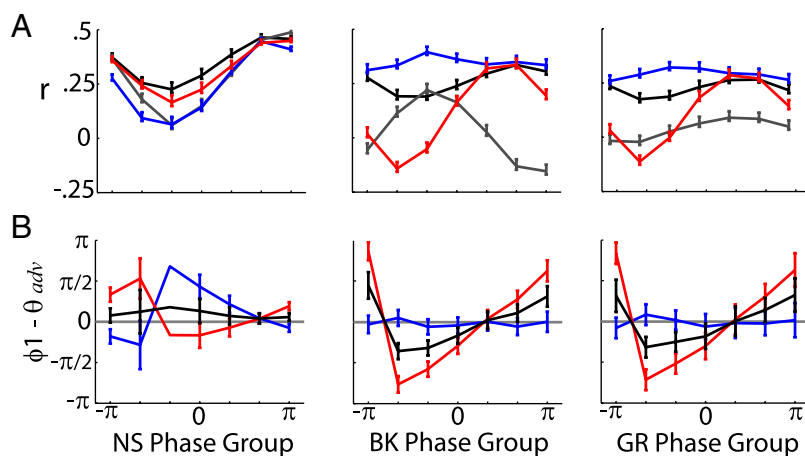 A
.5
.25
r
0
-.25
B
π
π/2
ϕ1 - θ adv
0
-π/2
-π
-π 0 π
-π 0 π
-π 0 π
NS Phase Group
BK Phase Group
GR Phase Group